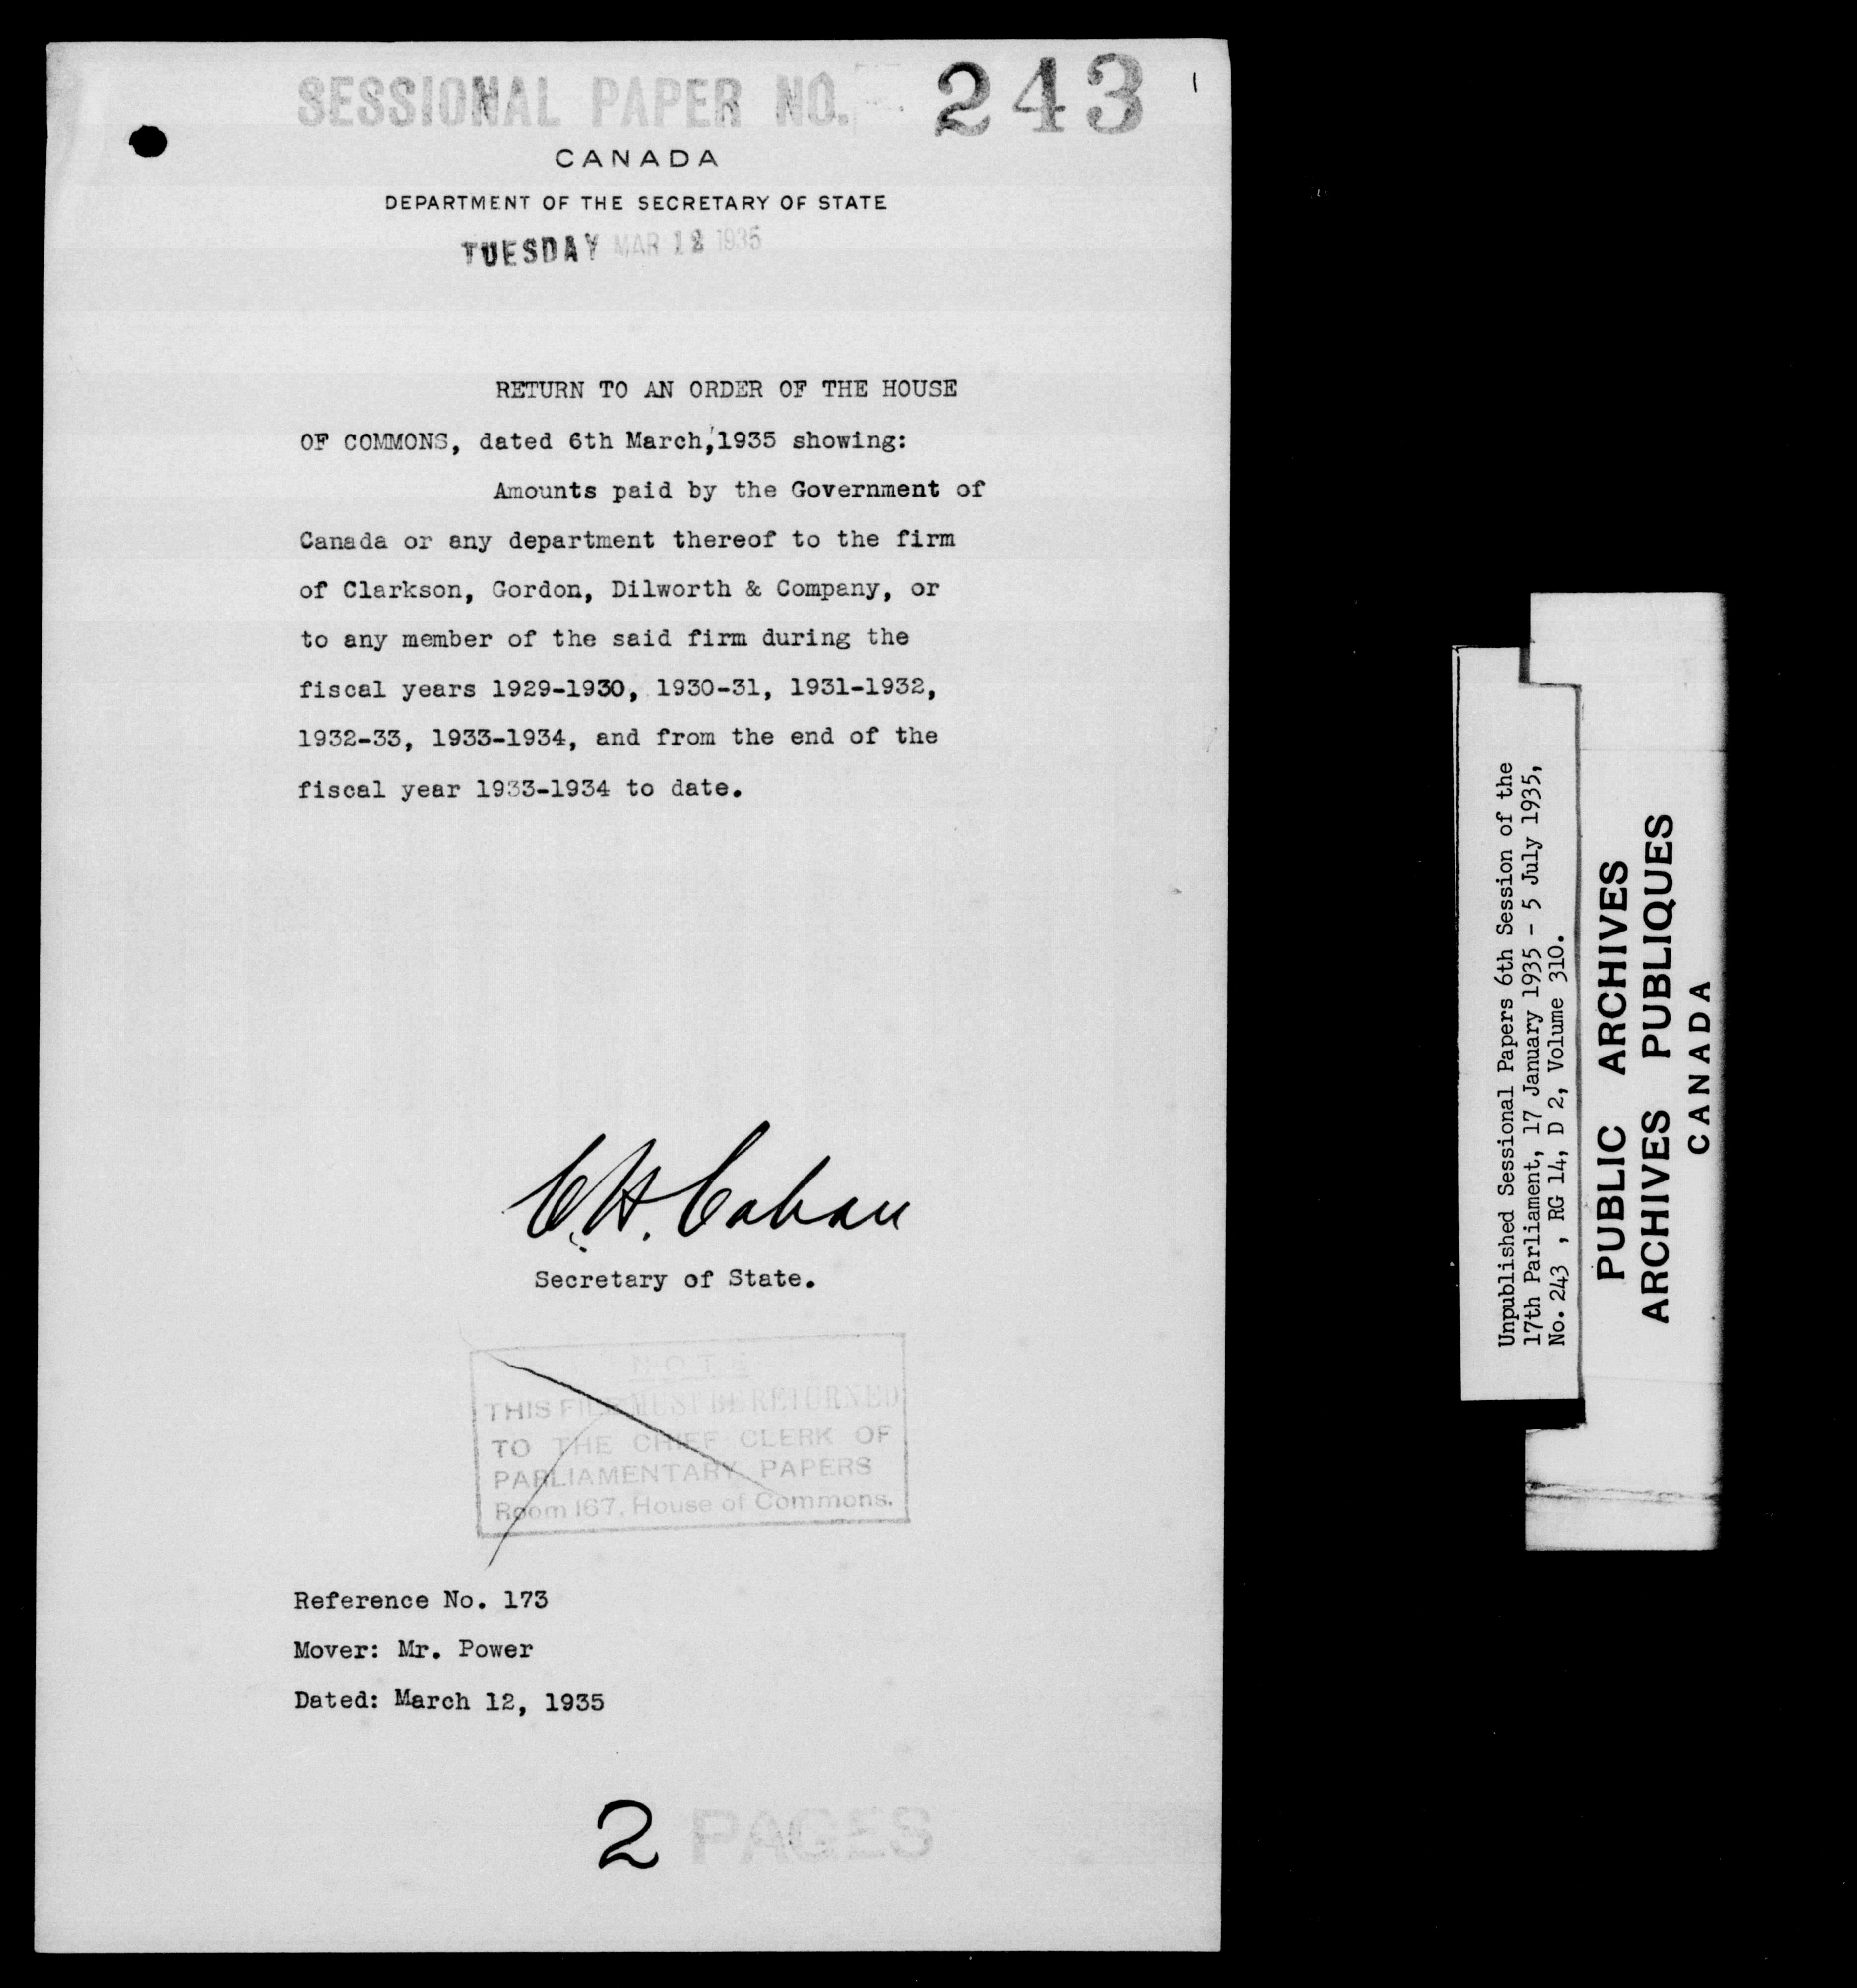 SESSIONAL PAPER NO. 243
CANADA
DEPARTMENT OF THE SECRETARY OF STATE
TUESDAY MAR 12 1935
RETURN TO AN ORDER OF THE HOUSE
OF COMMONS, dated 6th March, 1935 showing:
Amounts paid by the Government of
Canada or any department thereof to the firm
of Clarkson, Gordon, Dilworth & Company, or
to any member of the said firm during the
fiscal years 1929-1930, 1930-31, 1931-1932,
1932-33, 1933-1934, and from the end of the
fiscal year 1933-1934 to date.
C.H. Cahan
Secretary of State.
NOTE
THIS FILE MUST BE RETURNED
TO THE CHIEF CLERK OF
PARLIAMENTARY PAPERS
Room 167, House of Commons.
Reference No. 173
Mover: Mr. Power
Dated: March 12, 1935
2 PAGES
Unpublished Sessional Papers 6th Session of the
17th Parliament, 17 January 1935 - 5 July 1935,
No. 243 , RG 14, D 2, Volume 310.
PUBLIC ARCHIVES
ARCHIVES PUBLIQUES
CANADA